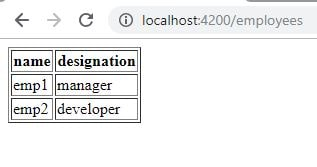 localhost:4200/employees
name designation
emp1 manager
emp2 developer